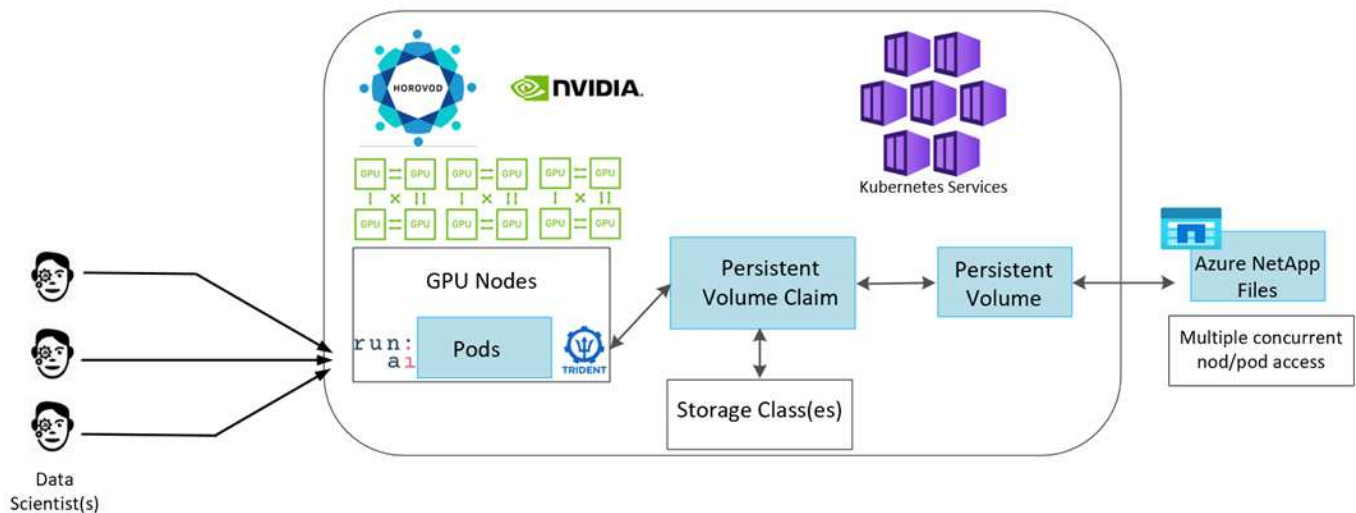 HOROVOD
NVIDIA.
Kubernetes Services
GPU GPU GPU GPU GPU GPU
GPU GPU GPU GPU GPU GPU
GPU Nodes
run:
ai
Pods
TRIDENT
Persistent
Volume Claim
Storage Class(es)
Persistent
Volume
Azure NetApp
Files
Multiple concurrent
nod/pod access
Data
Scientist(s)